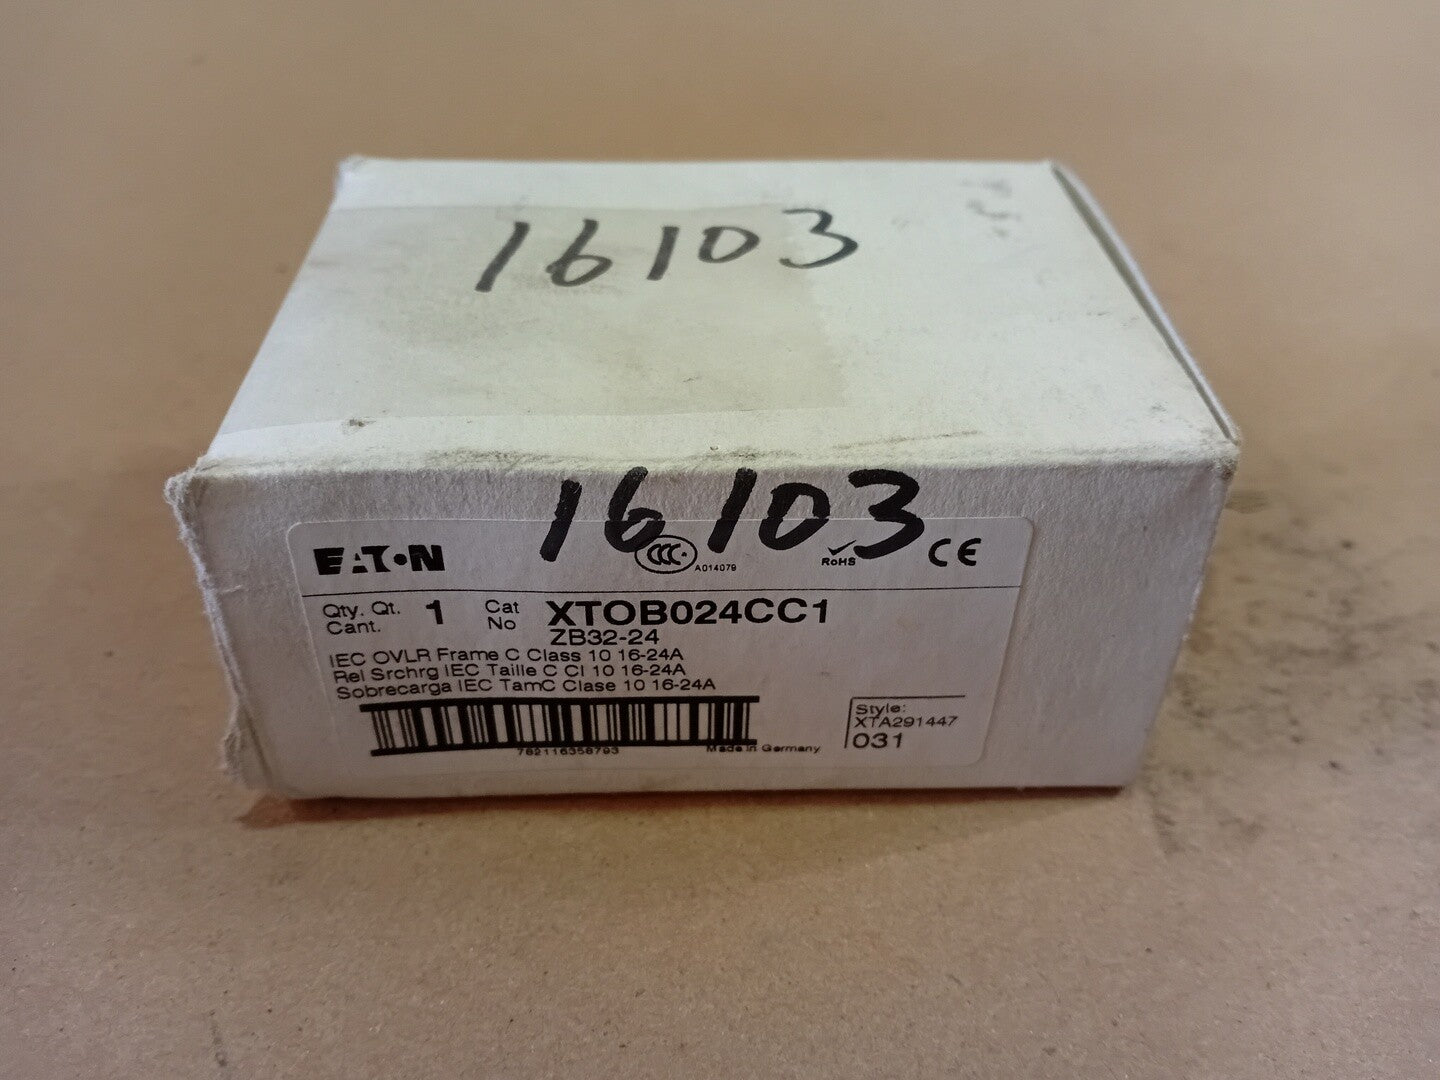 16103
16103
EATON
CCC
A014079
RoHS
CE
Qty. Qt.
Cant.
1
Cat
No
XTOB024CC1
ZB32-24
IEC OVLR Frame C Class 10 16-24A
Rel Srchrg IEC Taille C Cl 10 16-24A
Sobrecarga IEC TamC Clase 10 16-24A
782116358793
Made in Germany
Style:
XTA291447
031